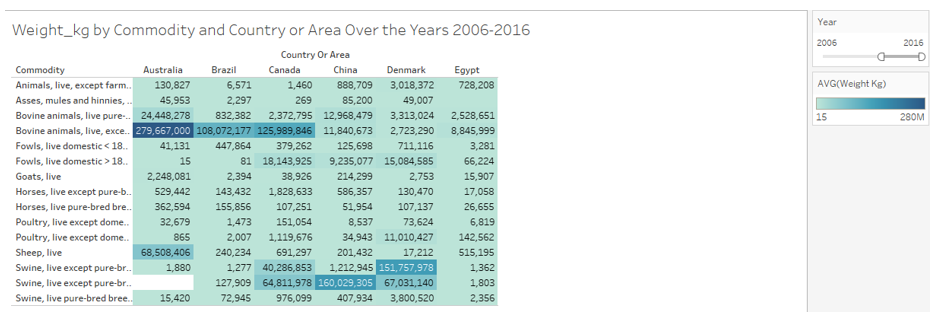 Weight_kg by Commodity and Country or Area Over the Years 2006-2016
Country Or Area
Commodity Australia Brazil Canada China Denmark Egypt
Animals, live, except farm.. 130,827 6,571 1,460 888,709 3,018,372 728,208
Asses, mules and hinnies, .. 45,953 2,297 269 85,200 49,007
Bovine animals, live pure-.. 24,448,278 832,382 2,372,795 12,968,479 3,313,024 2,528,651
Bovine animals, live, exce.. 279,667,000 108,072,177 125,989,846 11,840,673 2,723,290 8,845,999
Fowls, live domestic < 18.. 41,131 447,864 379,262 125,698 711,116 3,281
Fowls, live domestic > 18.. 15 81 18,143,925 9,235,077 15,084,585 66,224
Goats, live 2,248,081 2,394 38,926 214,299 2,753 15,907
Horses, live except pure-b.. 529,442 143,432 1,828,633 586,357 130,470 17,058
Horses, live pure-bred bre.. 362,594 155,856 107,251 51,954 107,137 26,655
Poultry, live except dome.. 32,679 1,473 151,054 8,537 73,624 6,819
Poultry, live except dome.. 865 2,007 1,119,676 34,943 11,010,427 142,562
Sheep, live 68,508,406 240,234 691,297 201,432 17,212 515,195
Swine, live except pure-br.. 1,880 1,277 40,286,853 1,212,945 151,757,978 1,362
Swine, live except pure-br.. 127,909 64,811,978 160,029,305 67,031,140 1,803
Swine, live pure-bred bree.. 15,420 72,945 976,099 407,934 3,800,520 2,356
Year
2006 2016
AVG(Weight Kg)
15 280M